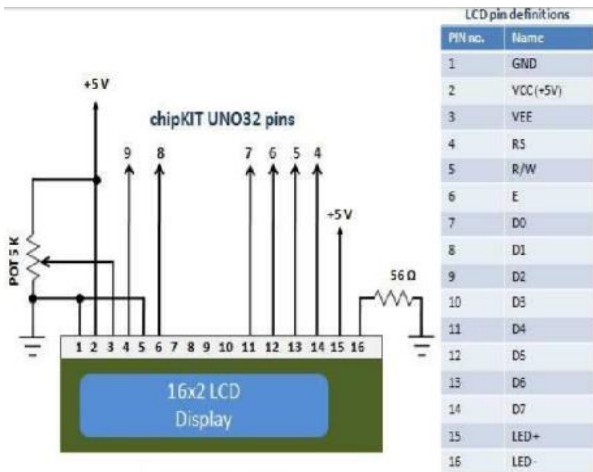 LCD pin definitions
PIN no. Name
1 GND
2 VCC(+5V)
3 VEE
4 RS
5 R/W
6 E
7 D0
8 D1
9 D2
10 D3
11 D4
12 D5
13 D6
14 D7
15 LED+
16 LED-
+5 V
chipKIT UNO32 pins
9 8 7 6 5 4
+5 V
POT 5 K
56 Ω
1 2 3 4 5 6 7 8 9 10 11 12 13 14 15 16
16x2 LCD
Display